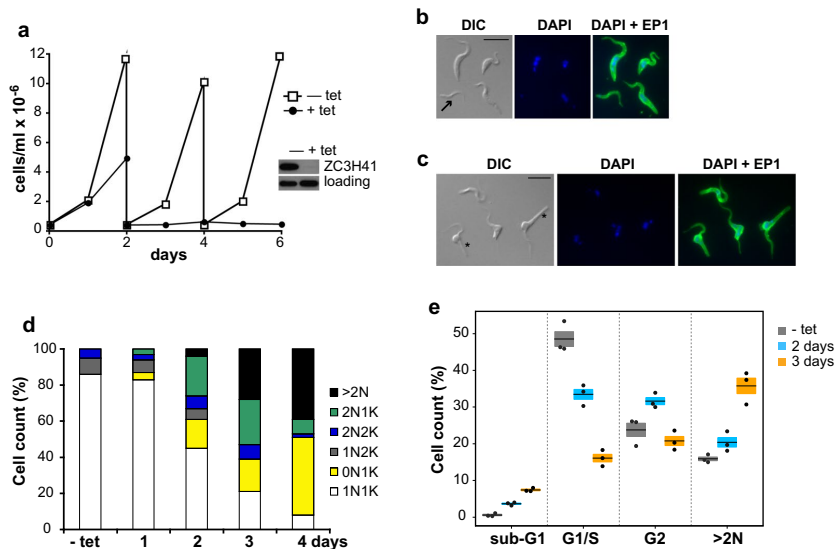 a
cells/ml x 10⁻⁶
12
10
8
6
4
2
0
0 2 4 6
days
— tet
+ tet
— + tet
ZC3H41
loading
b
DIC DAPI DAPI + EP1
c
DIC DAPI DAPI + EP1
*
*
d
Cell count (%)
100
80
60
40
20
0
- tet 1 2 3 4 days
>2N
2N1K
2N2K
1N2K
0N1K
1N1K
e
Cell count (%)
50
40
30
20
10
0
sub-G1 G1/S G2 >2N
- tet
2 days
3 days